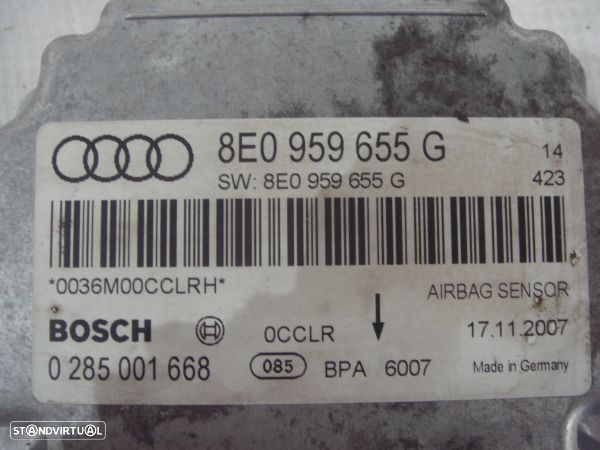 8E0 959 655 G 14
SW: 8E0 959 655 G 423
*0036M00CCLRH* AIRBAG SENSOR
BOSCH 0CCLR 17.11.2007
0 285 001 668 085 BPA 6007 Made in Germany
STANDVIRTUAL